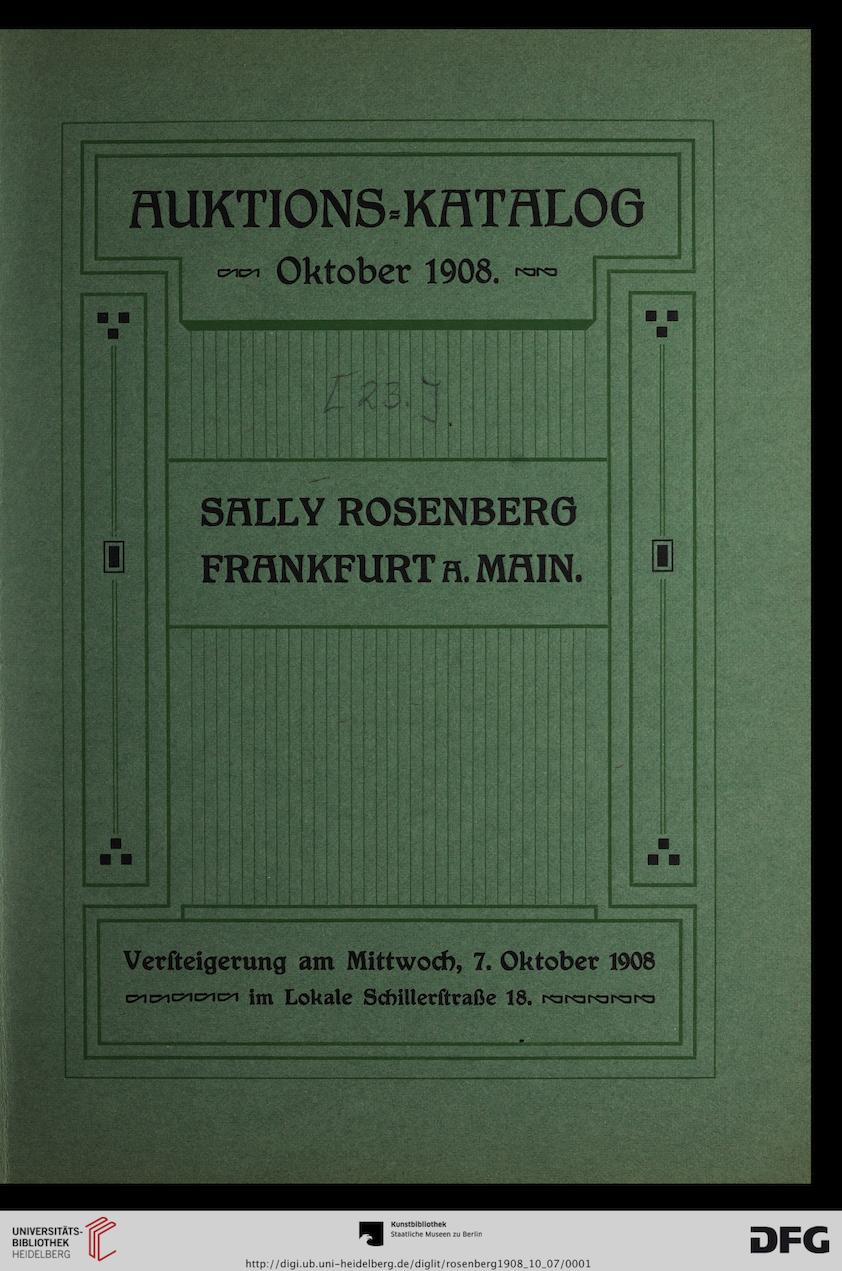 AUKTIONS=KATALOG
Oktober 1908.
[23.]
SALLY ROSENBERG
FRANKFURT A. MAIN.
Verſteigerung am Mittwoch, 7. Oktober 1908
im Lokale Schillerſtraße 18.
UNIVERSITÄTS-
BIBLIOTHEK
HEIDELBERG
Kunstbibliothek
Staatliche Museen zu Berlin
DFG
http://digi.ub.uni-heidelberg.de/diglit/rosenberg1908_10_07/0001